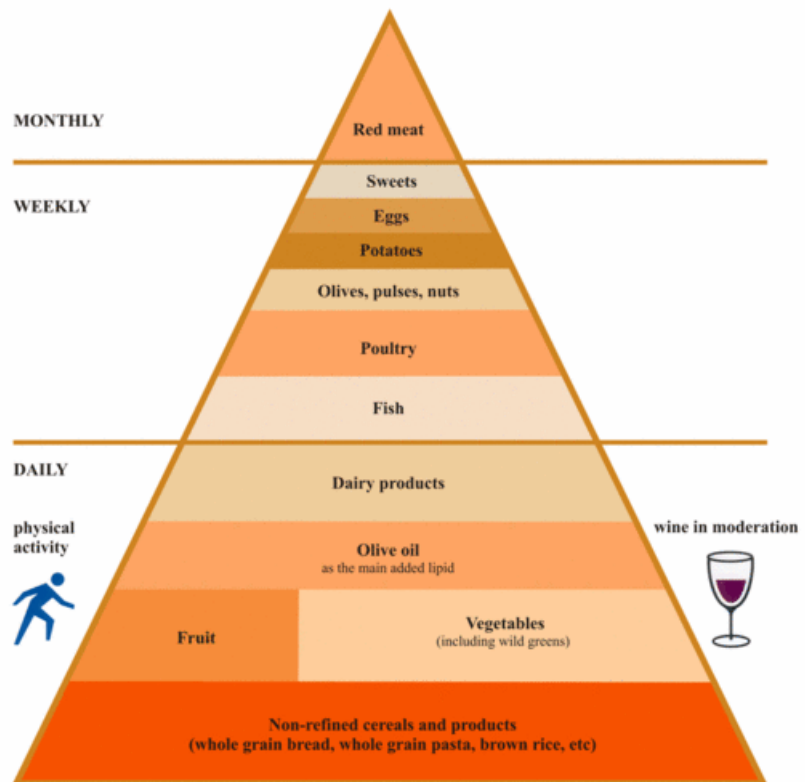 MONTHLY
Red meat
WEEKLY
Sweets
Eggs
Potatoes
Olives, pulses, nuts
Poultry
Fish
DAILY
Dairy products
physical
activity
wine in moderation
Olive oil
as the main added lipid
Fruit
Vegetables
(including wild greens)
Non-refined cereals and products
(whole grain bread, whole grain pasta, brown rice, etc)